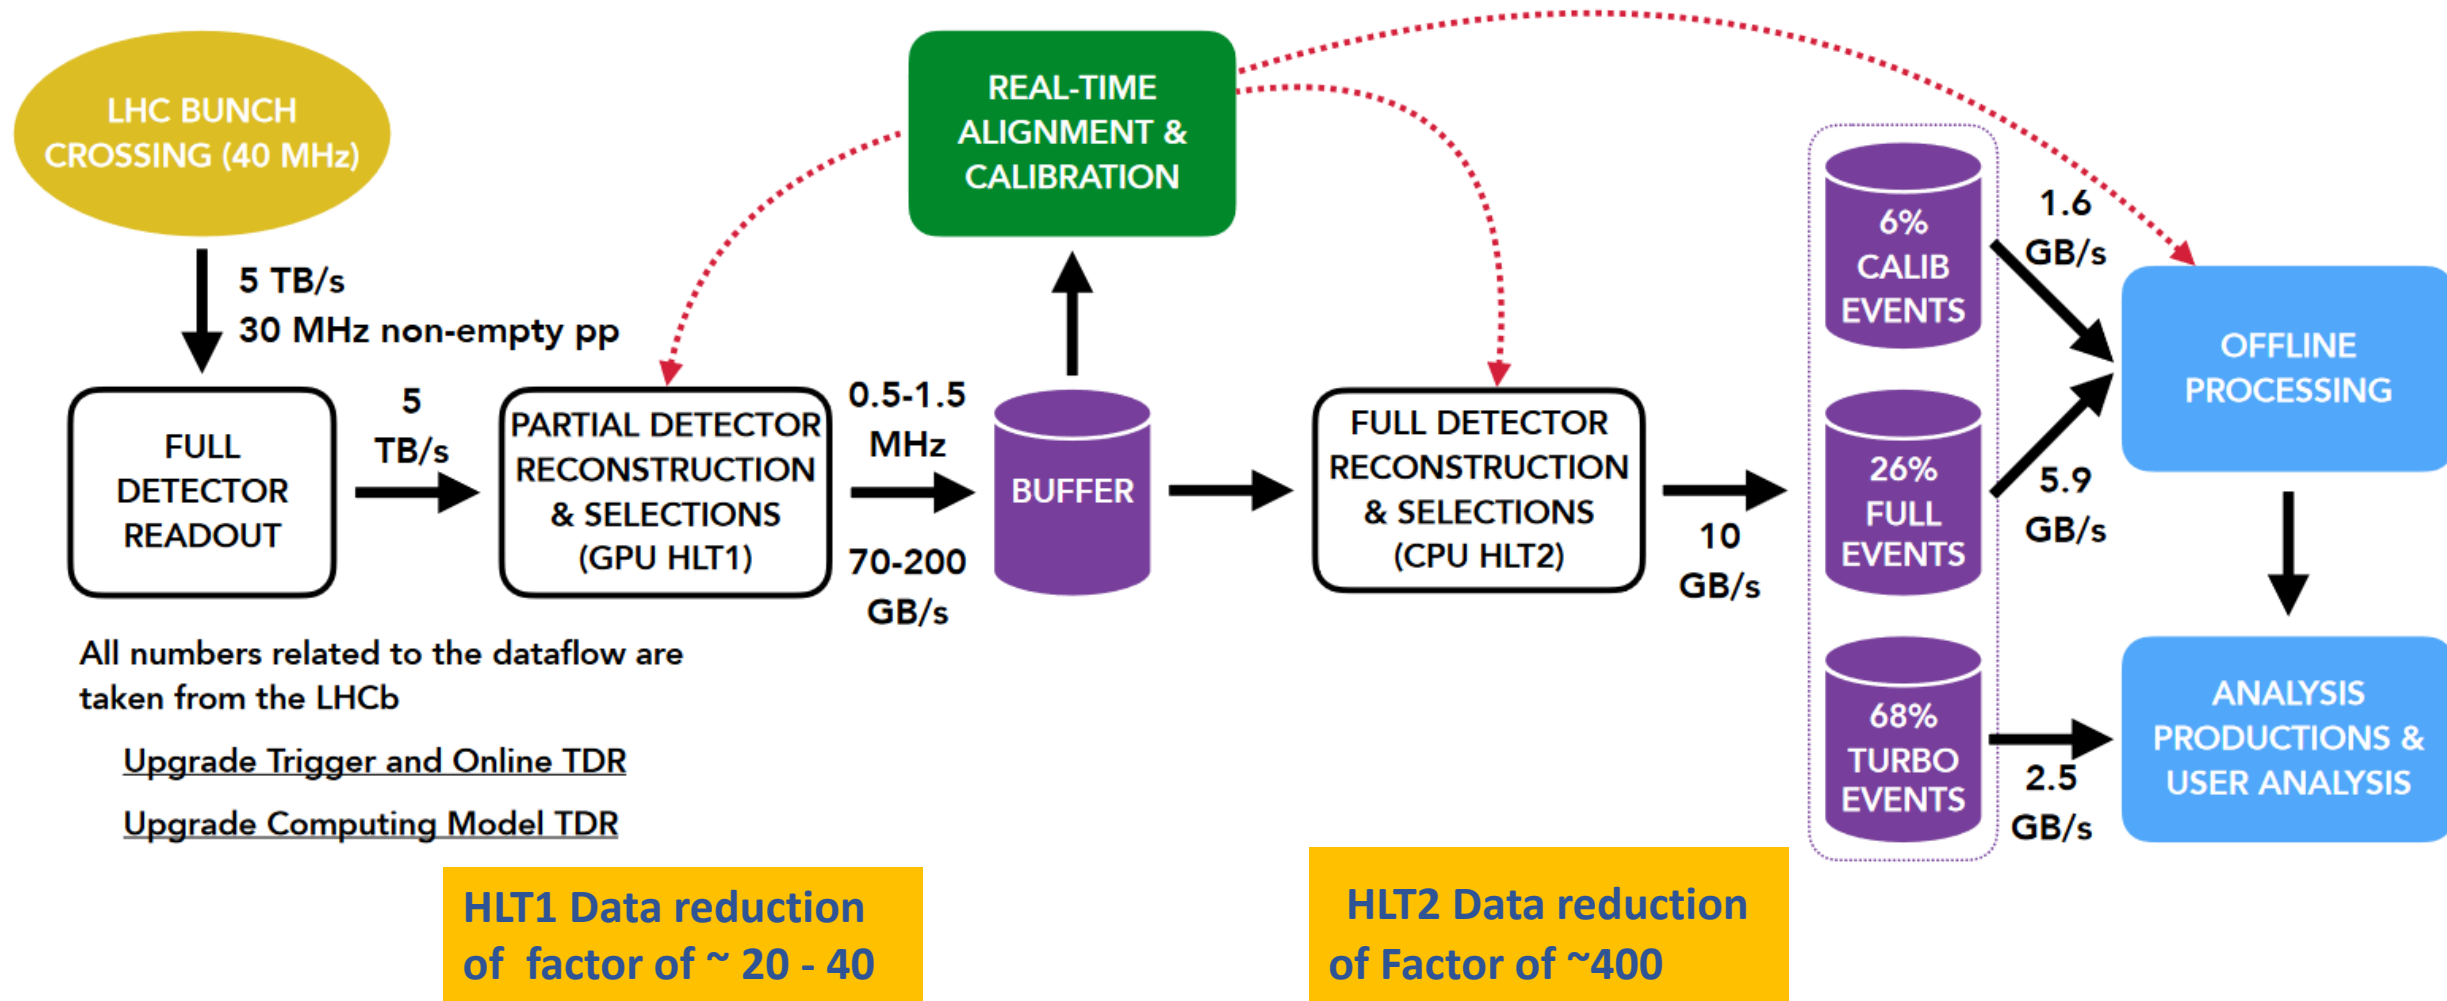 LHC BUNCH
CROSSING (40 MHz)
5 TB/s
30 MHz non-empty pp
FULL
DETECTOR
READOUT
5
TB/s
PARTIAL DETECTOR
RECONSTRUCTION
& SELECTIONS
(GPU HLT1)
0.5-1.5
MHz
70-200
GB/s
REAL-TIME
ALIGNMENT &
CALIBRATION
BUFFER
FULL DETECTOR
RECONSTRUCTION
& SELECTIONS
(CPU HLT2)
10
GB/s
6%
CALIB
EVENTS
1.6
GB/s
26%
FULL
EVENTS
5.9
GB/s
68%
TURBO
EVENTS
2.5
GB/s
OFFLINE
PROCESSING
ANALYSIS
PRODUCTIONS &
USER ANALYSIS
All numbers related to the dataflow are
taken from the LHCb
Upgrade Trigger and Online TDR
Upgrade Computing Model TDR
HLT1 Data reduction
of factor of ~ 20 - 40
HLT2 Data reduction
of Factor of ~400